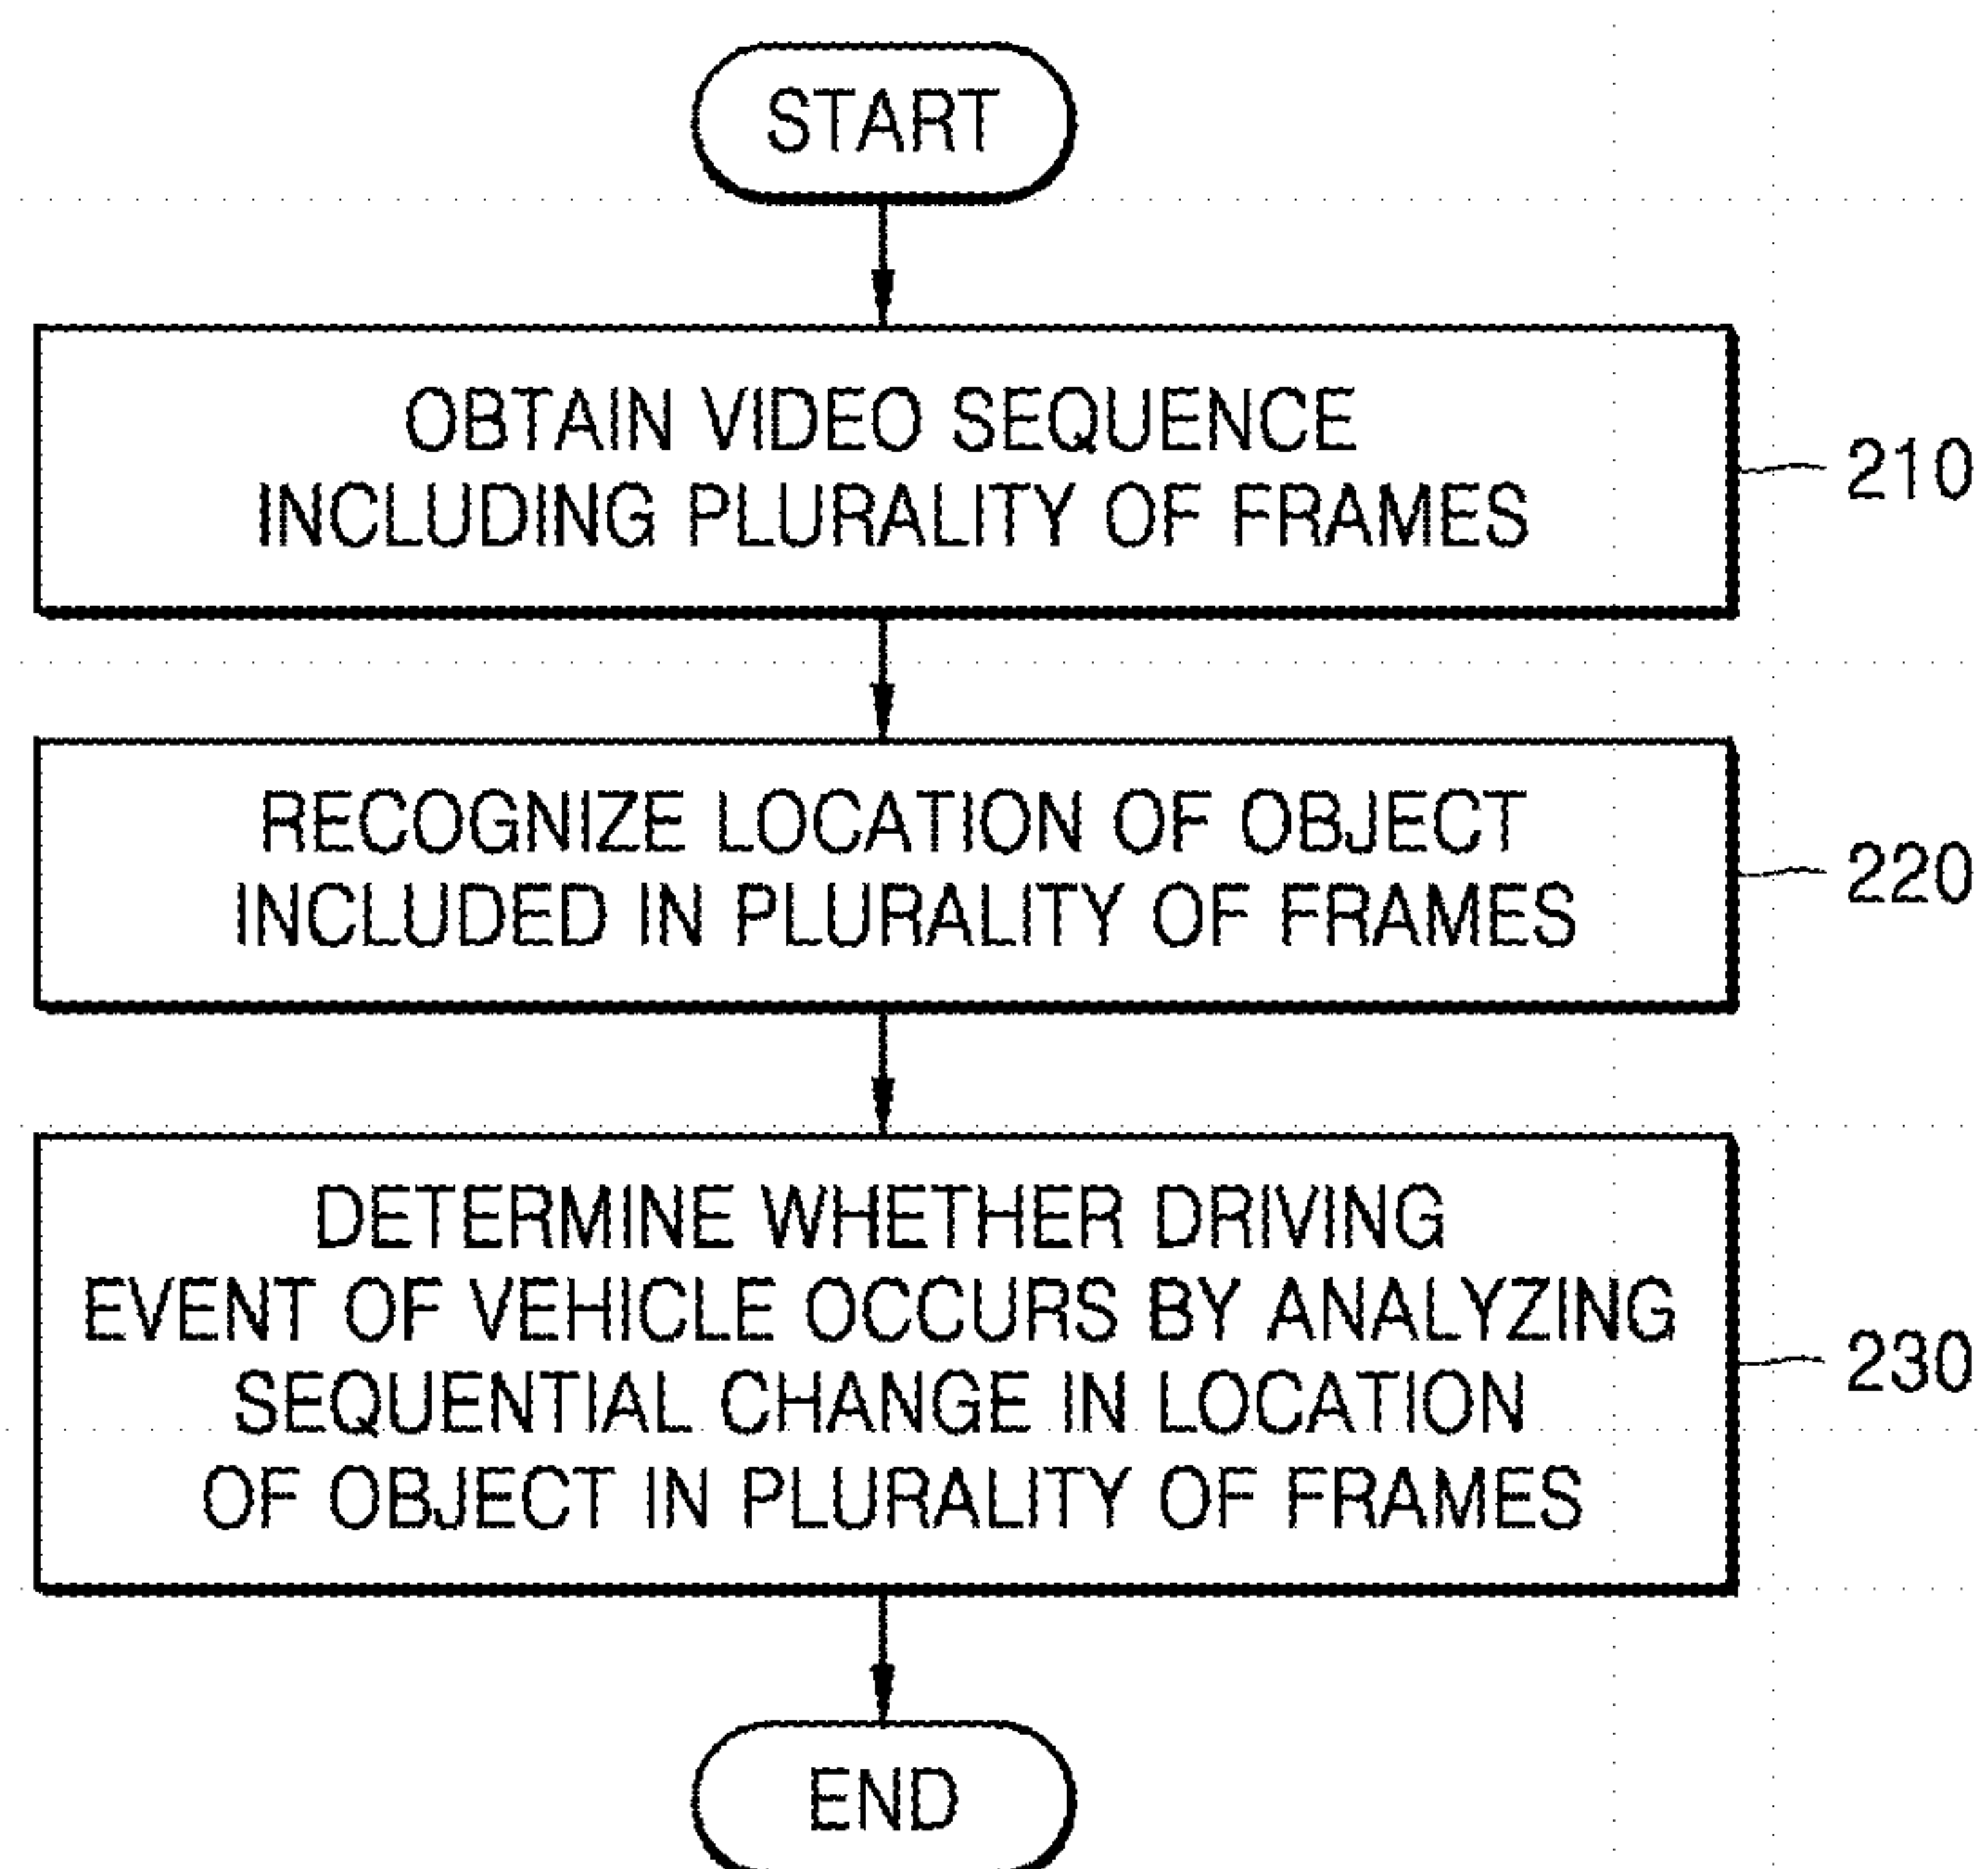 START
OBTAIN VIDEO SEQUENCE
INCLUDING PLURALITY OF FRAMES
210
RECOGNIZE LOCATION OF OBJECT
INCLUDED IN PLURALITY OF FRAMES
220
DETERMINE WHETHER DRIVING
EVENT OF VEHICLE OCCURS BY ANALYZING
SEQUENTIAL CHANGE IN LOCATION
OF OBJECT IN PLURALITY OF FRAMES
230
END